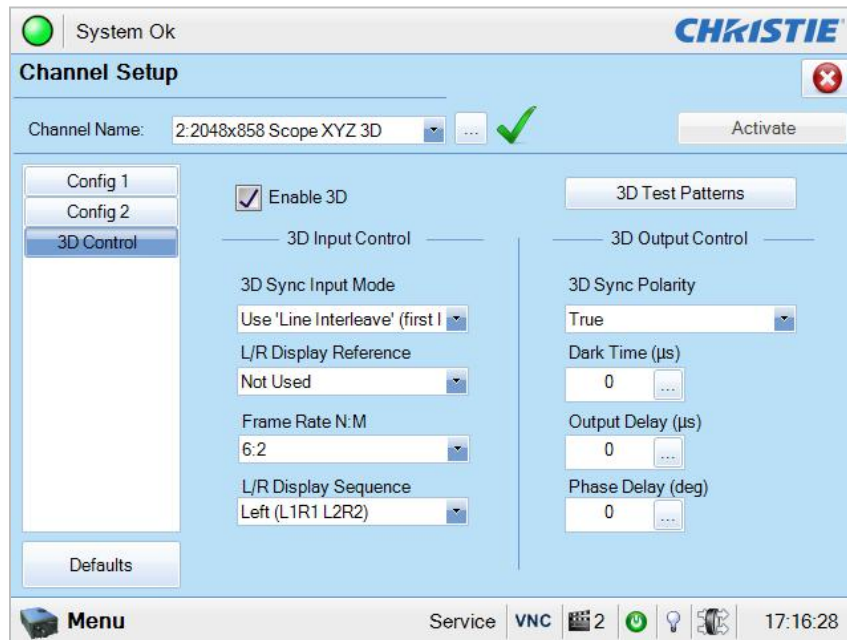 System Ok
CHRISTIE
Channel Setup
Channel Name:
2:2048x858 Scope XYZ 3D
...
Activate
Config 1
Config 2
3D Control
Defaults
Enable 3D
3D Input Control
3D Sync Input Mode
Use 'Line Interleave' (first l
L/R Display Reference
Not Used
Frame Rate N:M
6:2
L/R Display Sequence
Left (L1R1 L2R2)
3D Test Patterns
3D Output Control
3D Sync Polarity
True
Dark Time (µs)
0 ...
Output Delay (µs)
0 ...
Phase Delay (deg)
0 ...
Menu
Service VNC 2 17:16:28